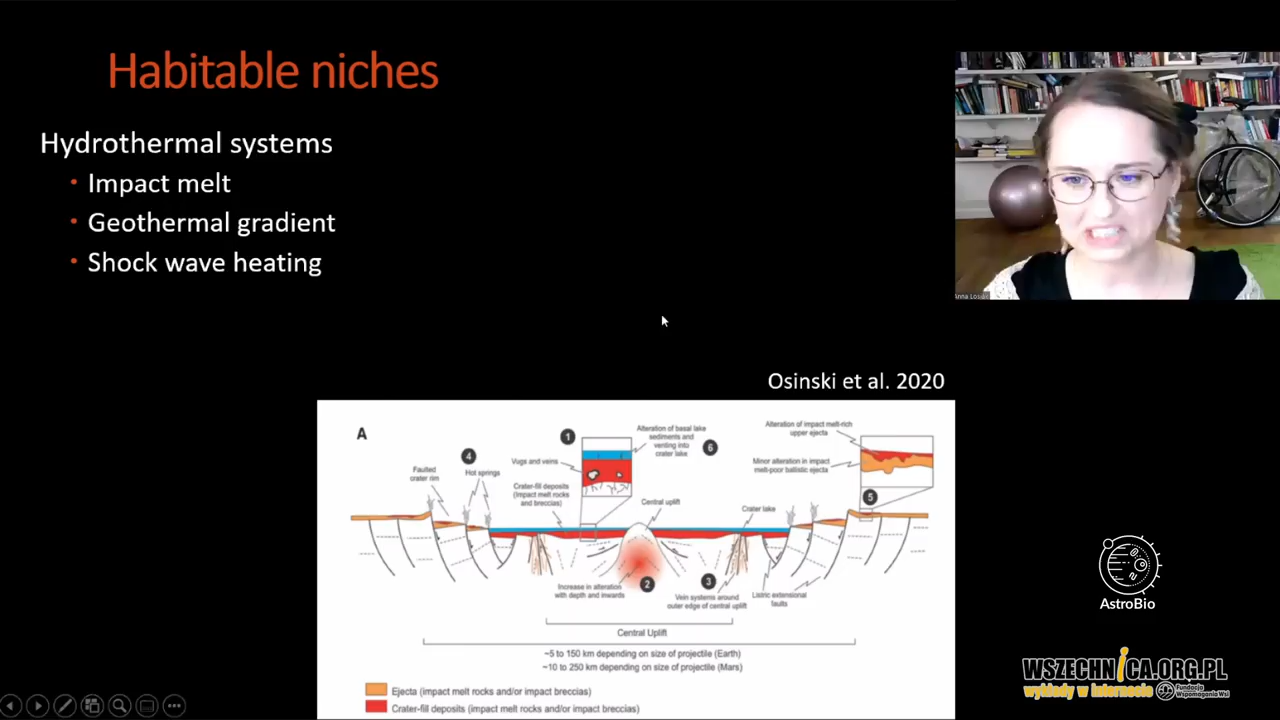 Habitable niches
Hydrothermal systems
• Impact melt
• Geothermal gradient
• Shock wave heating
Anna Losiak
Osinski et al. 2020
A
1
Alteration of basal lake
sediments and
venting into
crater lake
6
Alteration of impact melt-rich
upper ejecta
4
Vugs and veins
Minor alteration in impact
melt-poor ballistic ejecta
Faulted
crater rim
Hot springs
Crater-fill deposits
(impact melt rocks
and breccias)
Central uplift
Crater lake
5
Increase in alteration
with depth and inwards
2
3
Vein systems around
outer edge of central uplift
Listric extensional
faults
Central Uplift
~5 to 150 km depending on size of projectile (Earth)
~10 to 250 km depending on size of projectile (Mars)
Ejecta (impact melt rocks and/or impact breccias)
Crater-fill deposits (impact melt rocks and/or impact breccias)
AstroBio
WSZECHNICA.ORG.PL
wykłady w internecie
Fundacja
Wspomagania Wsi